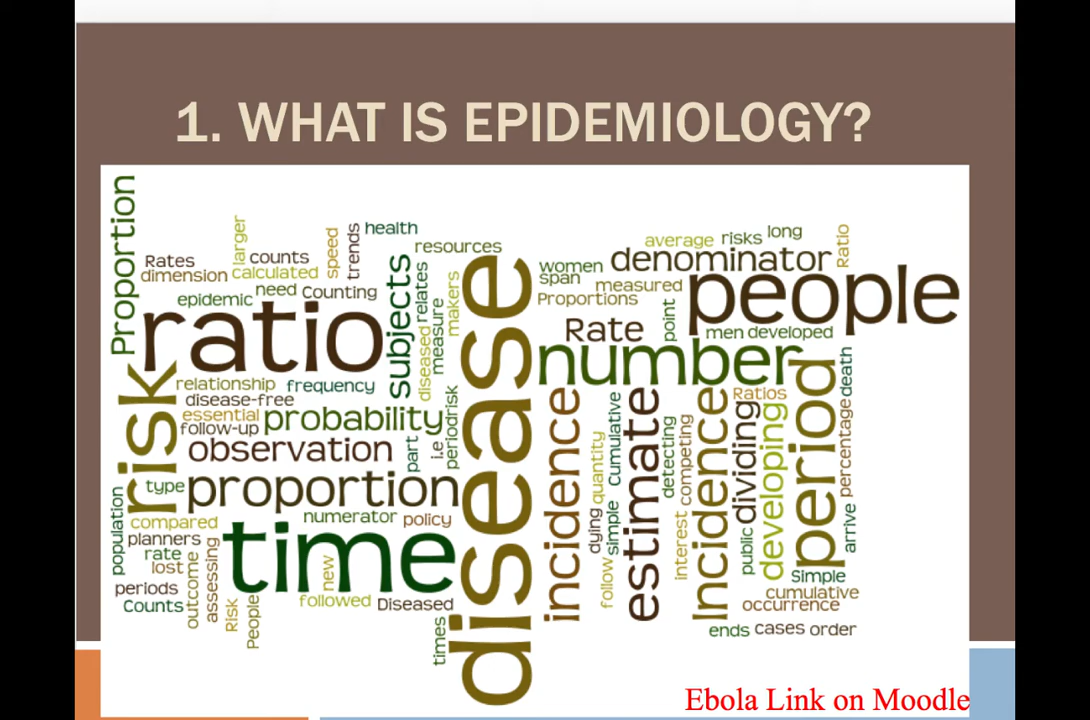 1. WHAT IS EPIDEMIOLOGY?
Proportion
larger
Rates
counts
speed
trends
health
resources
dimension
calculated
epidemic
need
Counting
subjects
relates
makers
ratio
diseased
measure
risk
relationship
frequency
disease-free
essential
probability
follow-up
observation
part
i.e
periodrisk
type
proportion
population
compared
numerator
policy
planners
rate
lost
time
periods
Counts
outcome
assessing
Risk
People
new
followed
Diseased
times
disease
average
risks
long
Ratio
women
denominator
span
measured
Proportions
people
Rate
point
men
developed
number
death
Ratios
incidence
quantity
cumulative
estimate
detecting
competing
Incidence
dividing
developing
period
percentage
dying
simple
follow
interest
public
arrive
Simple
cumulative
occurrence
ends
cases
order
Ebola Link on Moodle